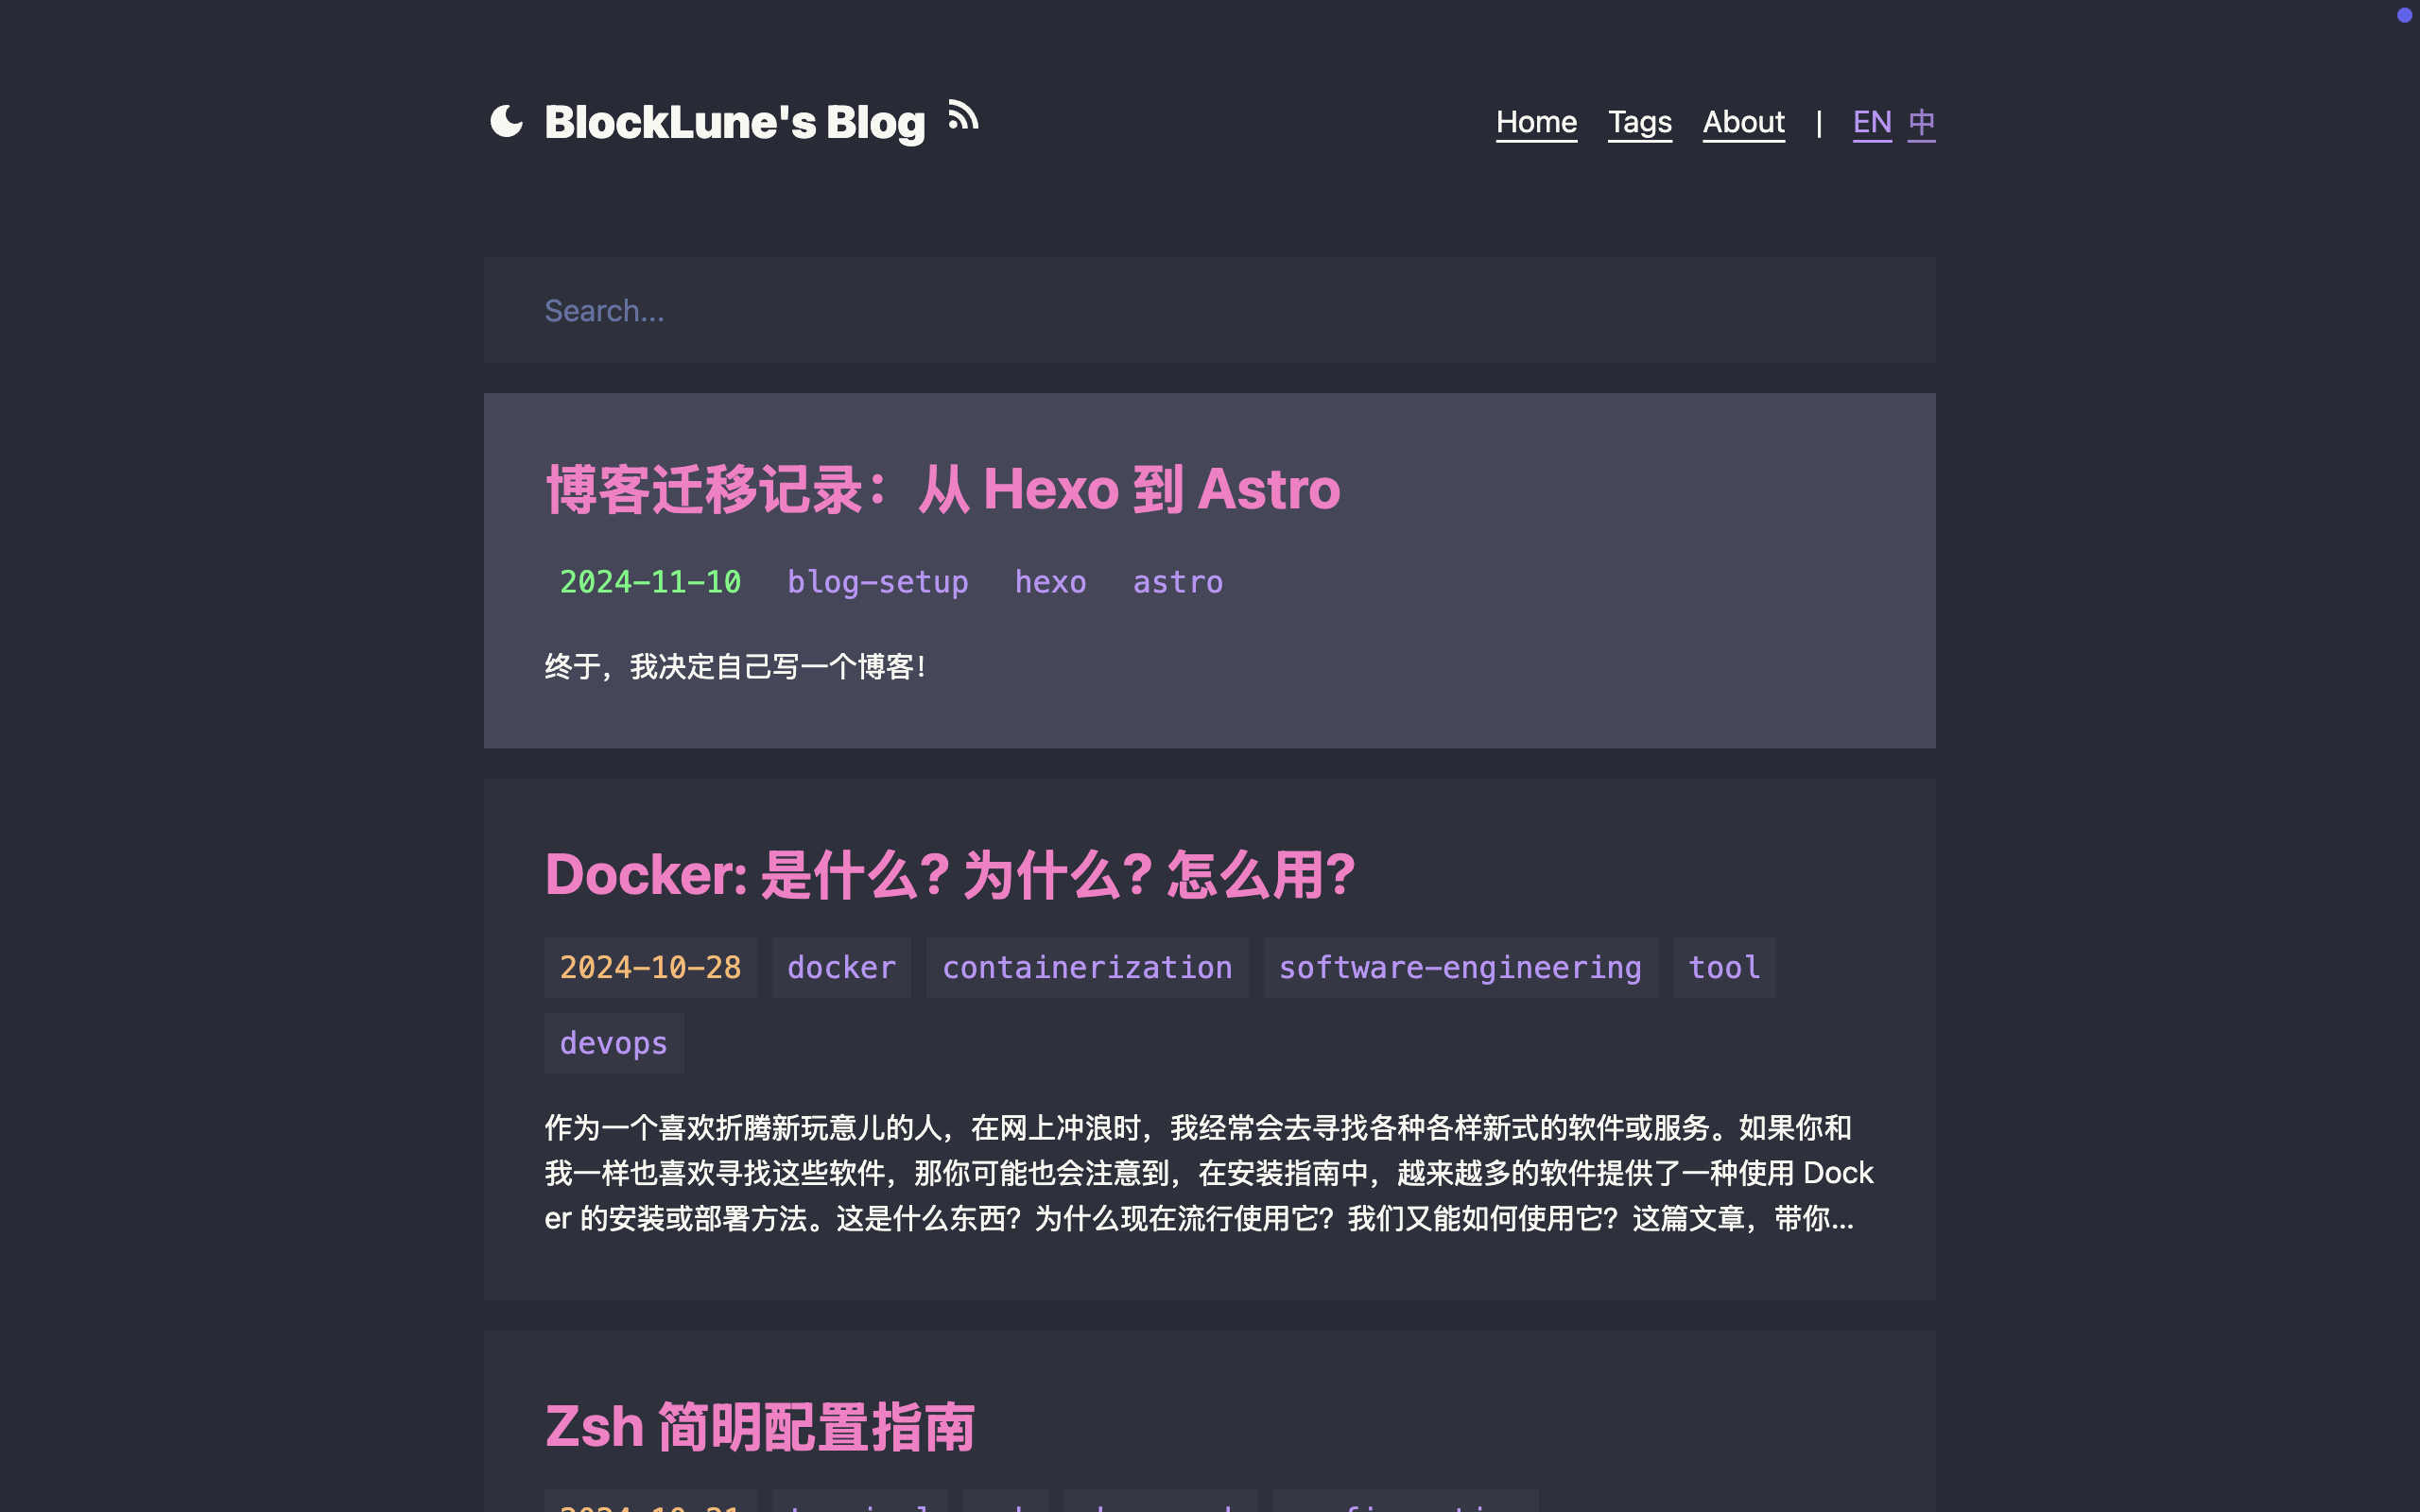 BlockLune's Blog
Home Tags About | EN 中
Search...
博客迁移记录：从 Hexo 到 Astro
2024-11-10 blog-setup hexo astro
终于，我决定自己写一个博客！
Docker: 是什么？为什么？怎么用？
2024-10-28 docker containerization software-engineering tool
devops
作为一个喜欢折腾新玩意儿的人，在网上冲浪时，我经常会去寻找各种各样新式的软件或服务。如果你和
我一样也喜欢寻找这些软件，那你可能也会注意到，在安装指南中，越来越多的软件提供了一种使用 Dock
er 的安装或部署方法。这是什么东西？为什么现在流行使用它？我们又能如何使用它？这篇文章，带你...
Zsh 简明配置指南
2024-10-21